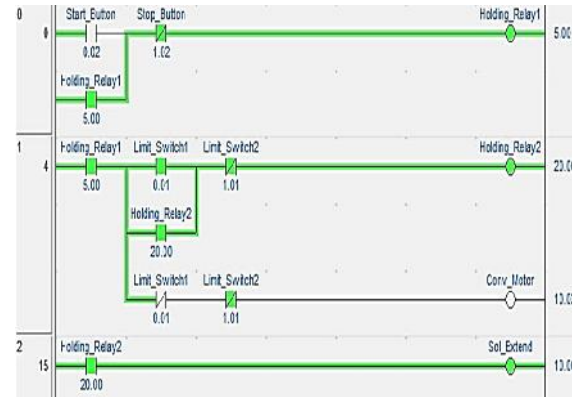 0
Start_Button Stop_Button Holding_Relay1
0 0.02 1.02 5.00
Holding_Relay1
5.00
1
Holding_Relay1 Limit_Switch1 Limit_Switch2 Holding_Relay2
4 5.00 0.01 1.01 20.00
Holding_Relay2
20.00
Limit_Switch1 Limit_Switch2 Conv_Motor
0.01 1.01
2
Holding_Relay2 Sol_Extend
15
20.00